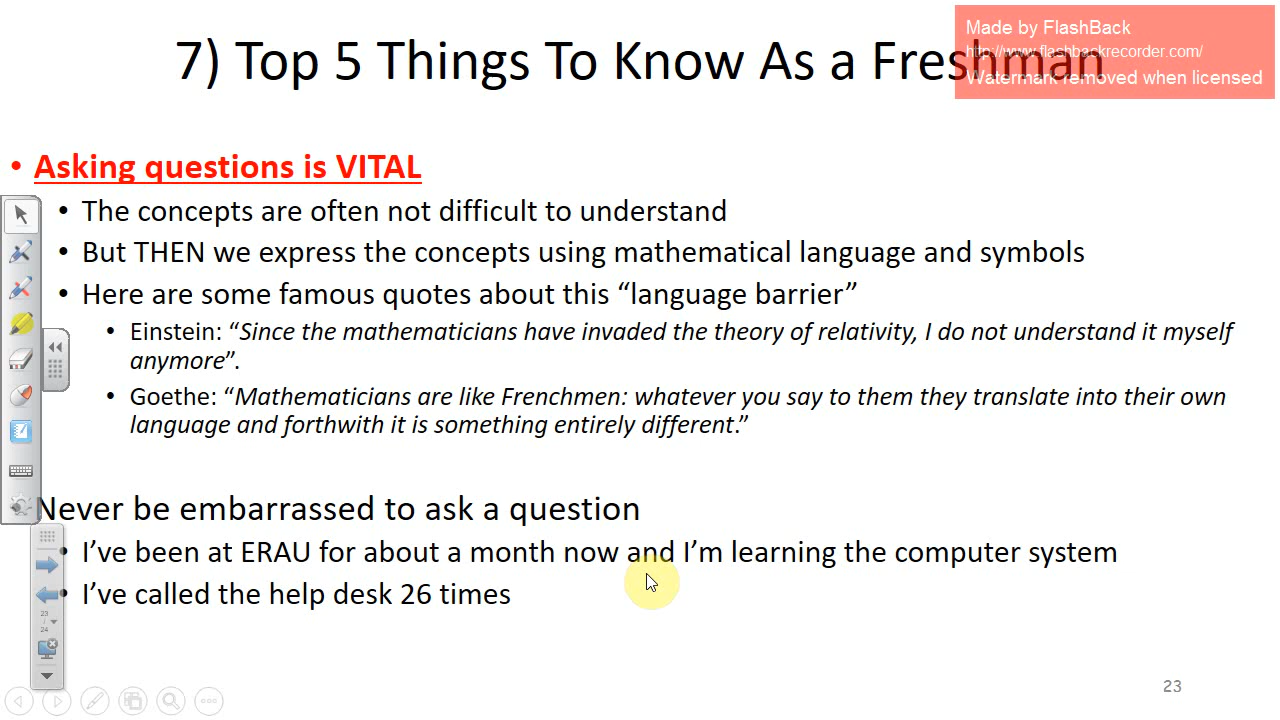 7) Top 5 Things To Know As a Freshman
Made by FlashBack
http://www.flashbackrecorder.com/
Watermark removed when licensed
• Asking questions is VITAL
• The concepts are often not difficult to understand
• But THEN we express the concepts using mathematical language and symbols
• Here are some famous quotes about this “language barrier”
• Einstein: “Since the mathematicians have invaded the theory of relativity, I do not understand it myself
anymore”.
• Goethe: “Mathematicians are like Frenchmen: whatever you say to them they translate into their own
language and forthwith it is something entirely different.”
Never be embarrassed to ask a question
• I’ve been at ERAU for about a month now and I’m learning the computer system
• I’ve called the help desk 26 times
23
/
24
23